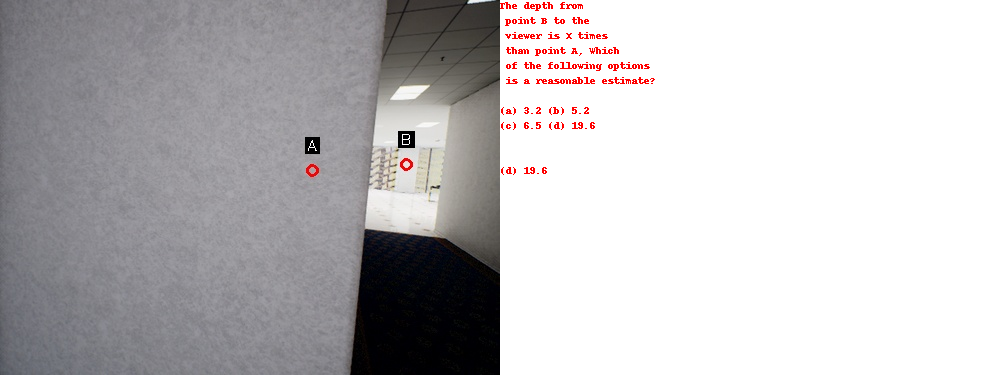 A
B
The depth from
point B to the
viewer is X times
than point A, Which
of the following options
is a reasonable estimate?
(a) 3.2 (b) 5.2
(c) 6.5 (d) 19.6
(d) 19.6